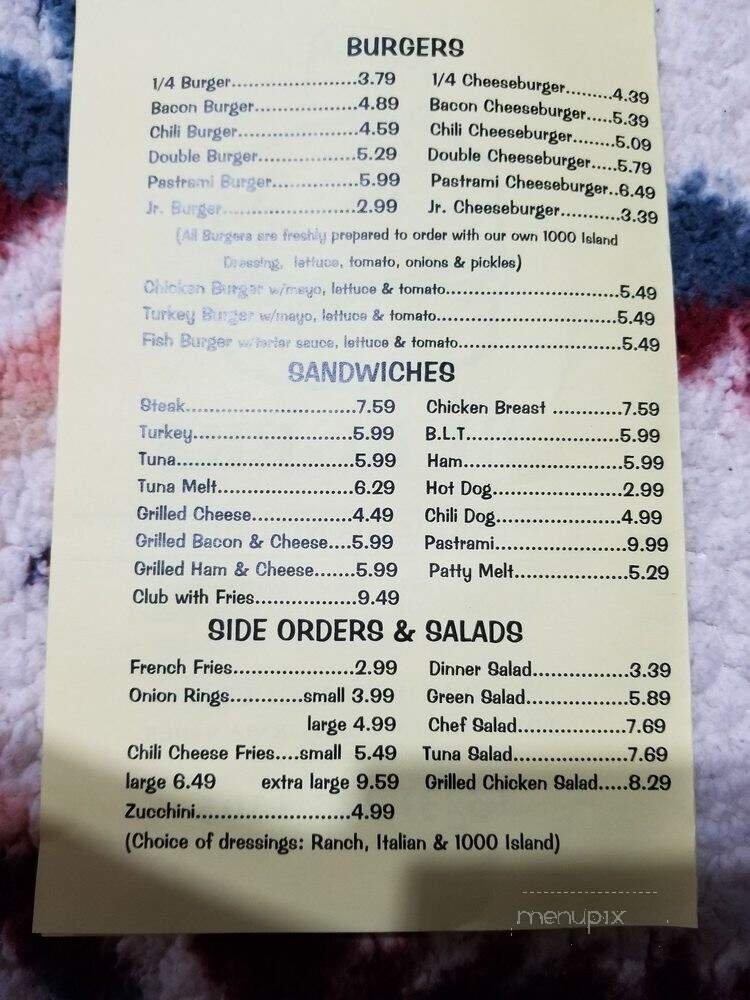 BURGERS
1/4 Burger......................3.79
Bacon Burger..................4.89
Chili Burger.....................4.59
Double Burger.................5.29
Pastrami Burger...............5.99
Jr. Burger.......................2.99
1/4 Cheeseburger.........4.39
Bacon Cheeseburger......5.39
Chili Cheeseburger........5.09
Double Cheeseburger.....5.79
Pastrami Cheeseburger..6.49
Jr. Cheeseburger...........3.39
(All Burgers are freshly prepared to order with our own 1000 Island
Dressing, lettuce, tomato, onions & pickles)
Chicken Burger w/mayo, lettuce & tomato..............................5.49
Turkey Burger w/mayo, lettuce & tomato...............................5.49
Fish Burger w/tarter sauce, lettuce & tomato............................5.49
SANDWICHES
Steak..............................7.59
Turkey............................5.99
Tuna...............................5.99
Tuna Melt........................6.29
Grilled Cheese..................4.49
Grilled Bacon & Cheese....5.99
Grilled Ham & Cheese.......5.99
Club with Fries..................9.49
Chicken Breast ............7.59
B.L.T...........................5.99
Ham............................5.99
Hot Dog.......................2.99
Chili Dog......................4.99
Pastrami.......................9.99
Patty Melt....................5.29
SIDE ORDERS & SALADS
French Fries.....................2.99
Onion Rings............small 3.99
large 4.99
Chili Cheese Fries....small 5.49
large 6.49 extra large 9.59
Zucchini...........................4.99
Dinner Salad.................3.39
Green Salad..................5.89
Chef Salad...................7.69
Tuna Salad....................7.69
Grilled Chicken Salad.....8.29
(Choice of dressings: Ranch, Italian & 1000 Island)
menupix